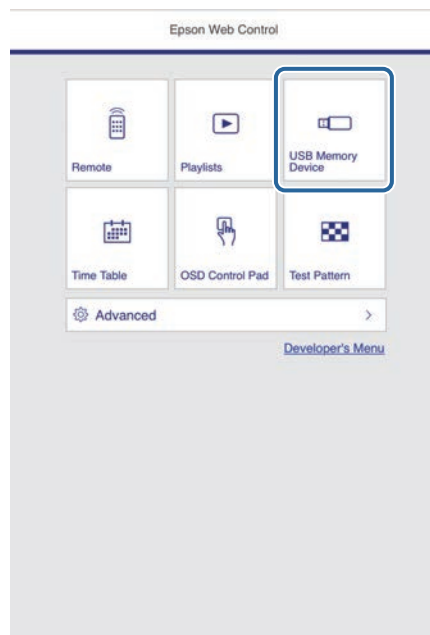 Epson Web Control
Remote
Playlists
USB Memory
Device
Time Table
OSD Control Pad
Test Pattern
Advanced
Developer's Menu